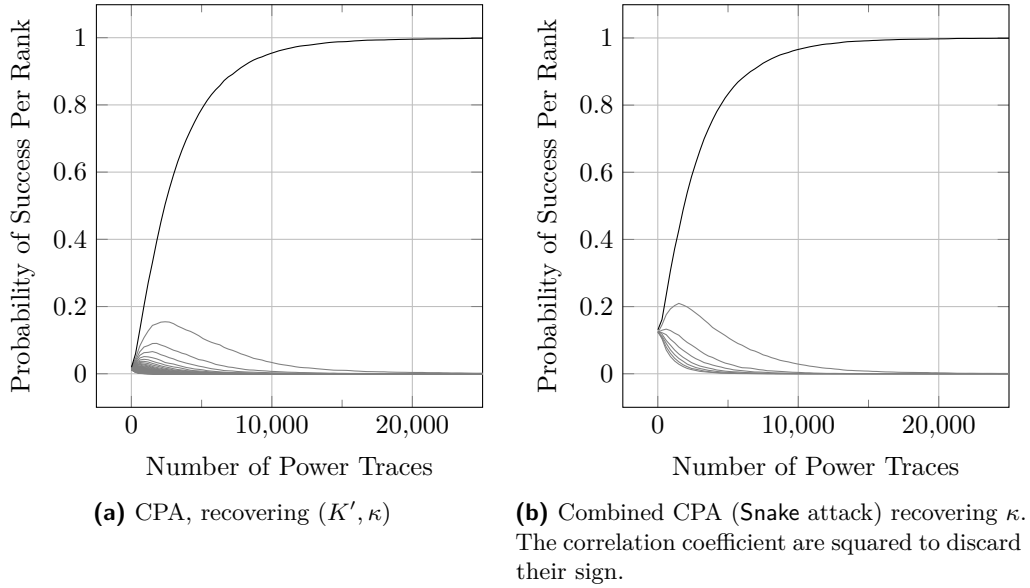 1
0.8
0.6
0.4
0.2
0
0
10,000
20,000
Probability of Success Per Rank
Number of Power Traces
(a) CPA, recovering (K′, κ)
1
0.8
0.6
0.4
0.2
0
0
10,000
20,000
Probability of Success Per Rank
Number of Power Traces
(b) Combined CPA (Snake attack) recovering κ.
The correlation coefficient are squared to discard
their sign.